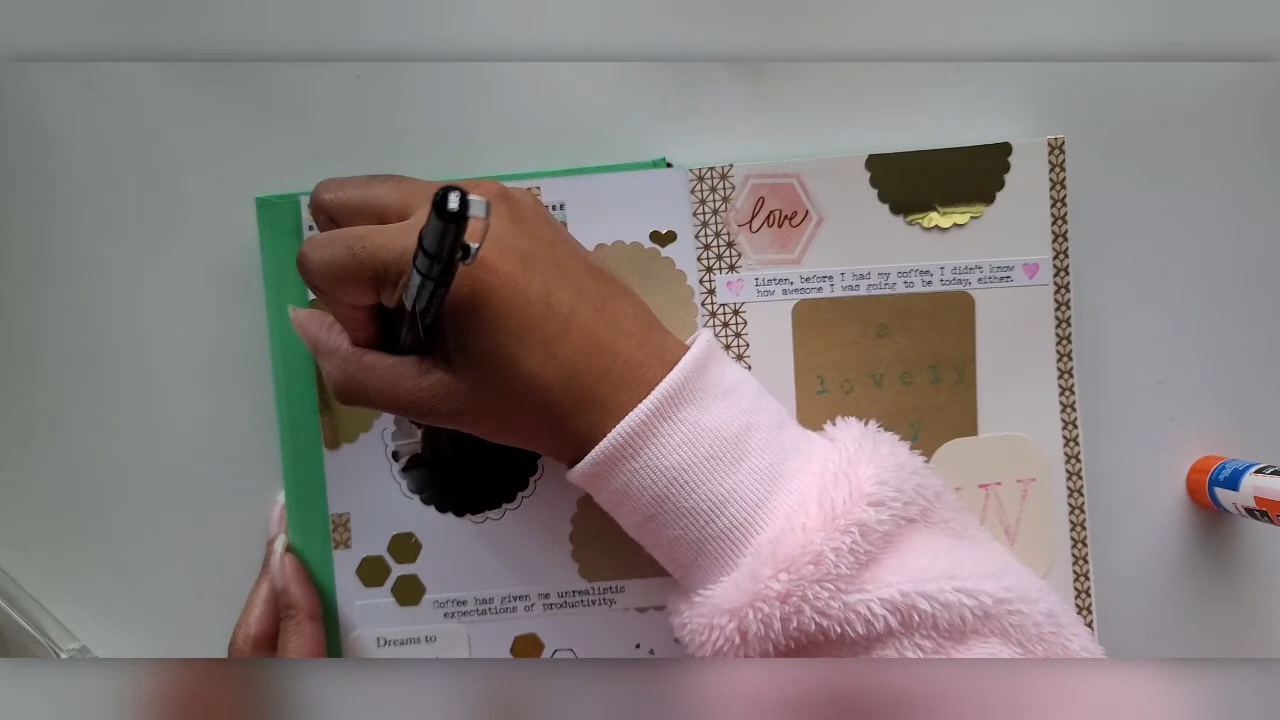 EE
love
Listen, before I had my coffee, I didn't know
how awesome I was going to be today, either.
a
lovely
y
W
Coffee has given me unrealistic
expectations of productivity.
Dreams to